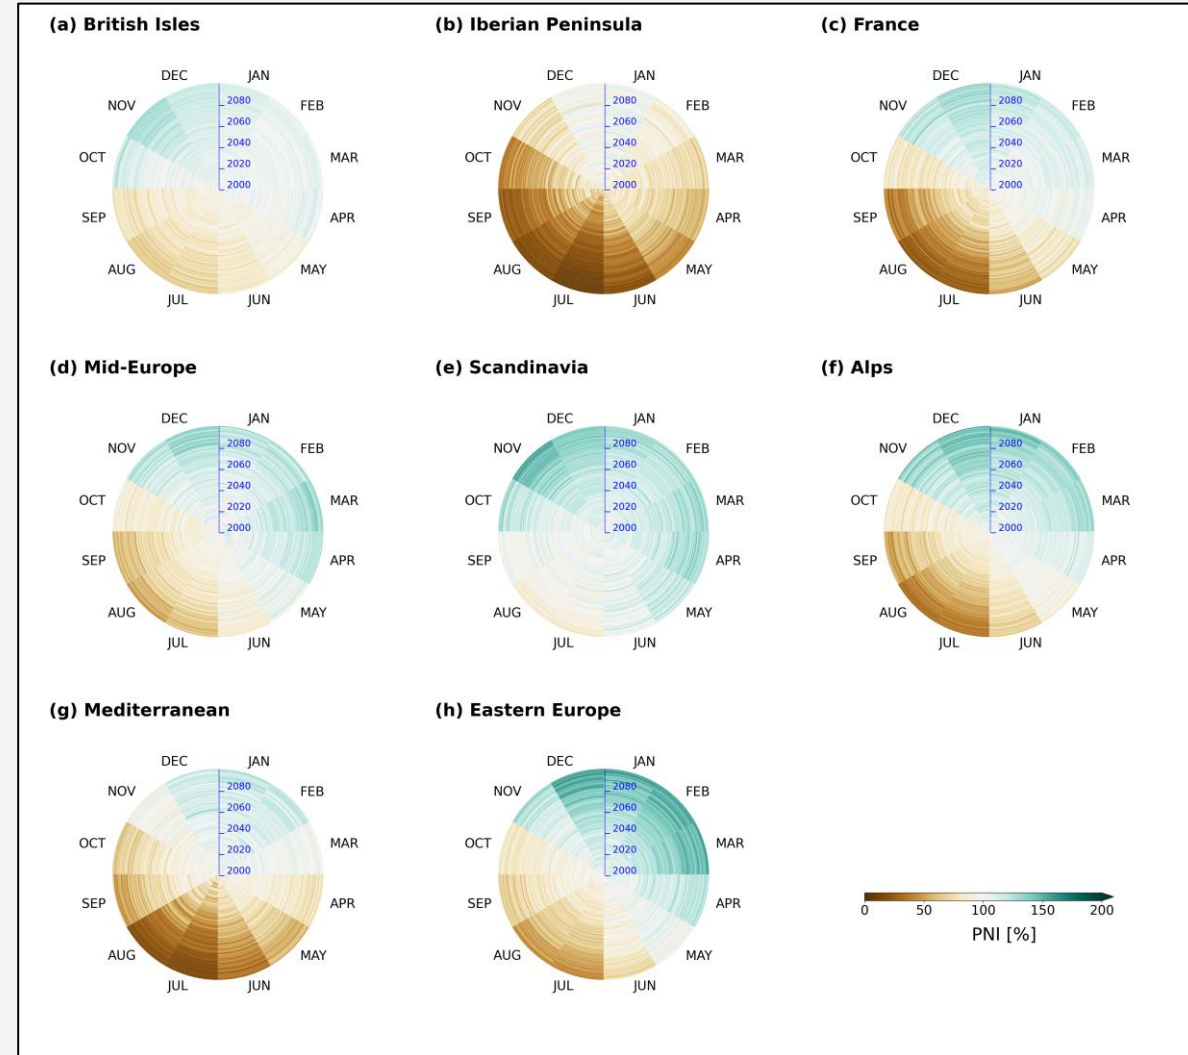 (a) British Isles
(b) Iberian Peninsula
(c) France
DEC JAN
NOV FEB
OCT MAR
SEP APR
AUG MAY
JUL JUN
2080
2060
2040
2020
2000
DEC JAN
NOV FEB
OCT MAR
SEP APR
AUG MAY
JUL JUN
2080
2060
2040
2020
2000
DEC JAN
NOV FEB
OCT MAR
SEP APR
AUG MAY
JUL JUN
2080
2060
2040
2020
2000
(d) Mid-Europe
(e) Scandinavia
(f) Alps
DEC JAN
NOV FEB
OCT MAR
SEP APR
AUG MAY
JUL JUN
2080
2060
2040
2020
2000
DEC JAN
NOV FEB
OCT MAR
SEP APR
AUG MAY
JUL JUN
2080
2060
2040
2020
2000
DEC JAN
NOV FEB
OCT MAR
SEP APR
AUG MAY
JUL JUN
2080
2060
2040
2020
2000
(g) Mediterranean
(h) Eastern Europe
DEC JAN
NOV FEB
OCT MAR
SEP APR
AUG MAY
JUL JUN
2080
2060
2040
2020
2000
DEC JAN
NOV FEB
OCT MAR
SEP APR
AUG MAY
JUL JUN
2080
2060
2040
2020
2000
0 50 100 150 200
PNI [%]